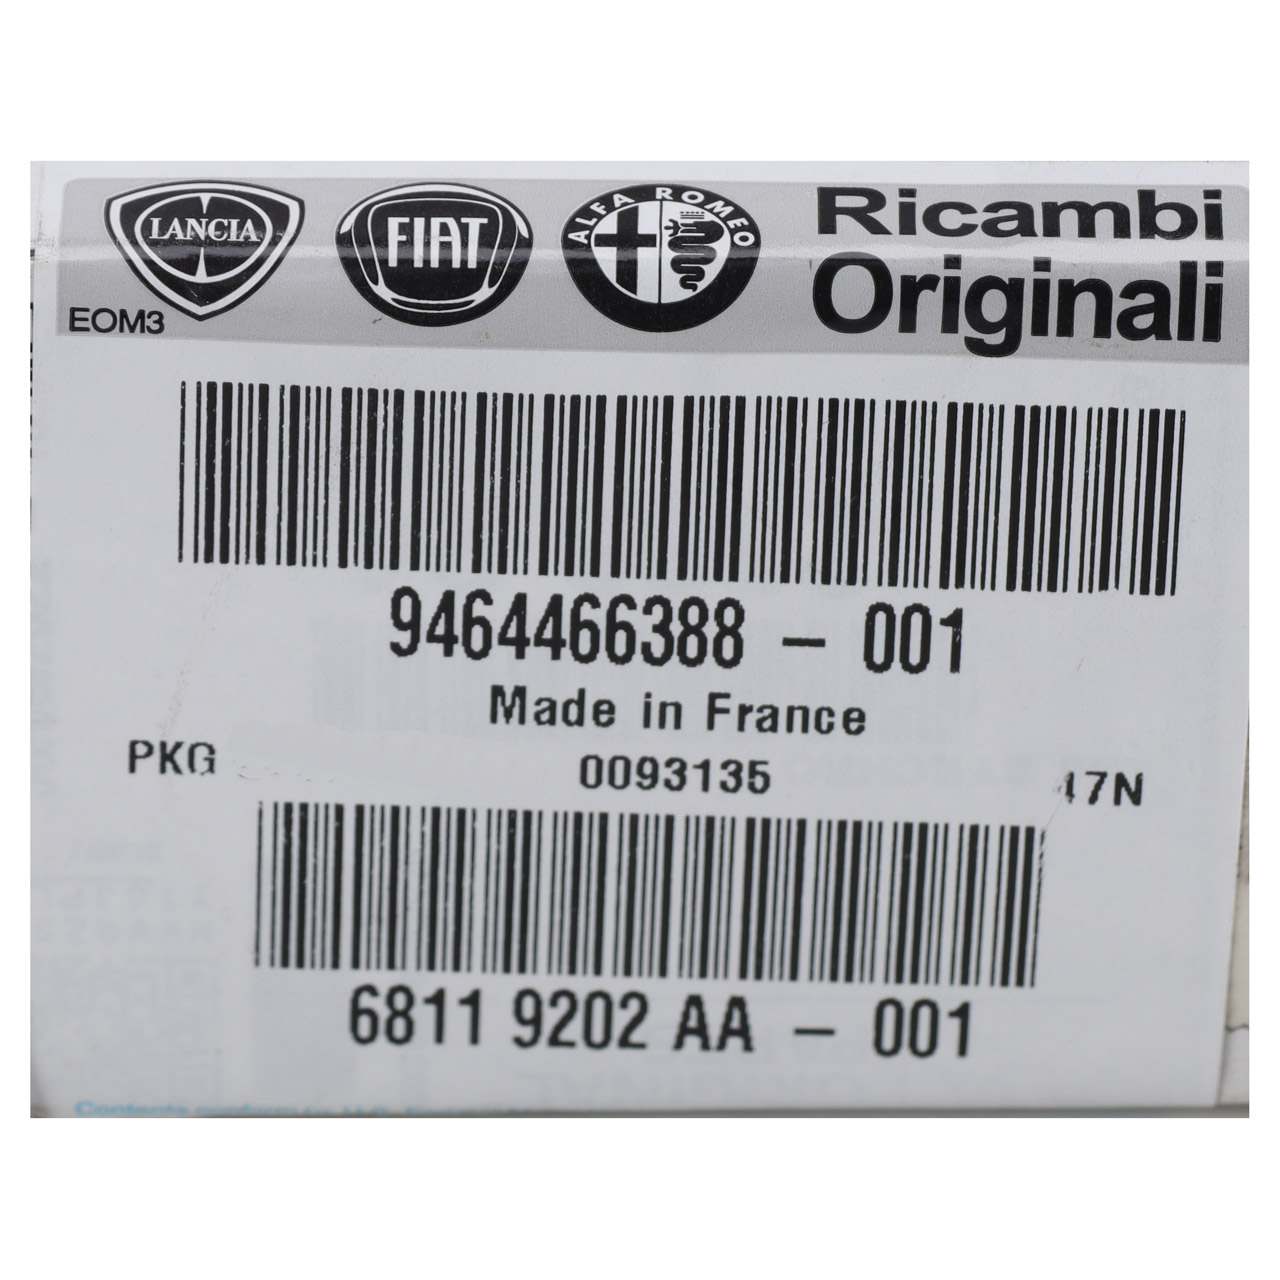 LANCIA
FIAT
ALFA ROMEO
Ricambi
Originali
EOM3
9464466388 - 001
Made in France
PKG 0093135 47N
6811 9202 AA - 001